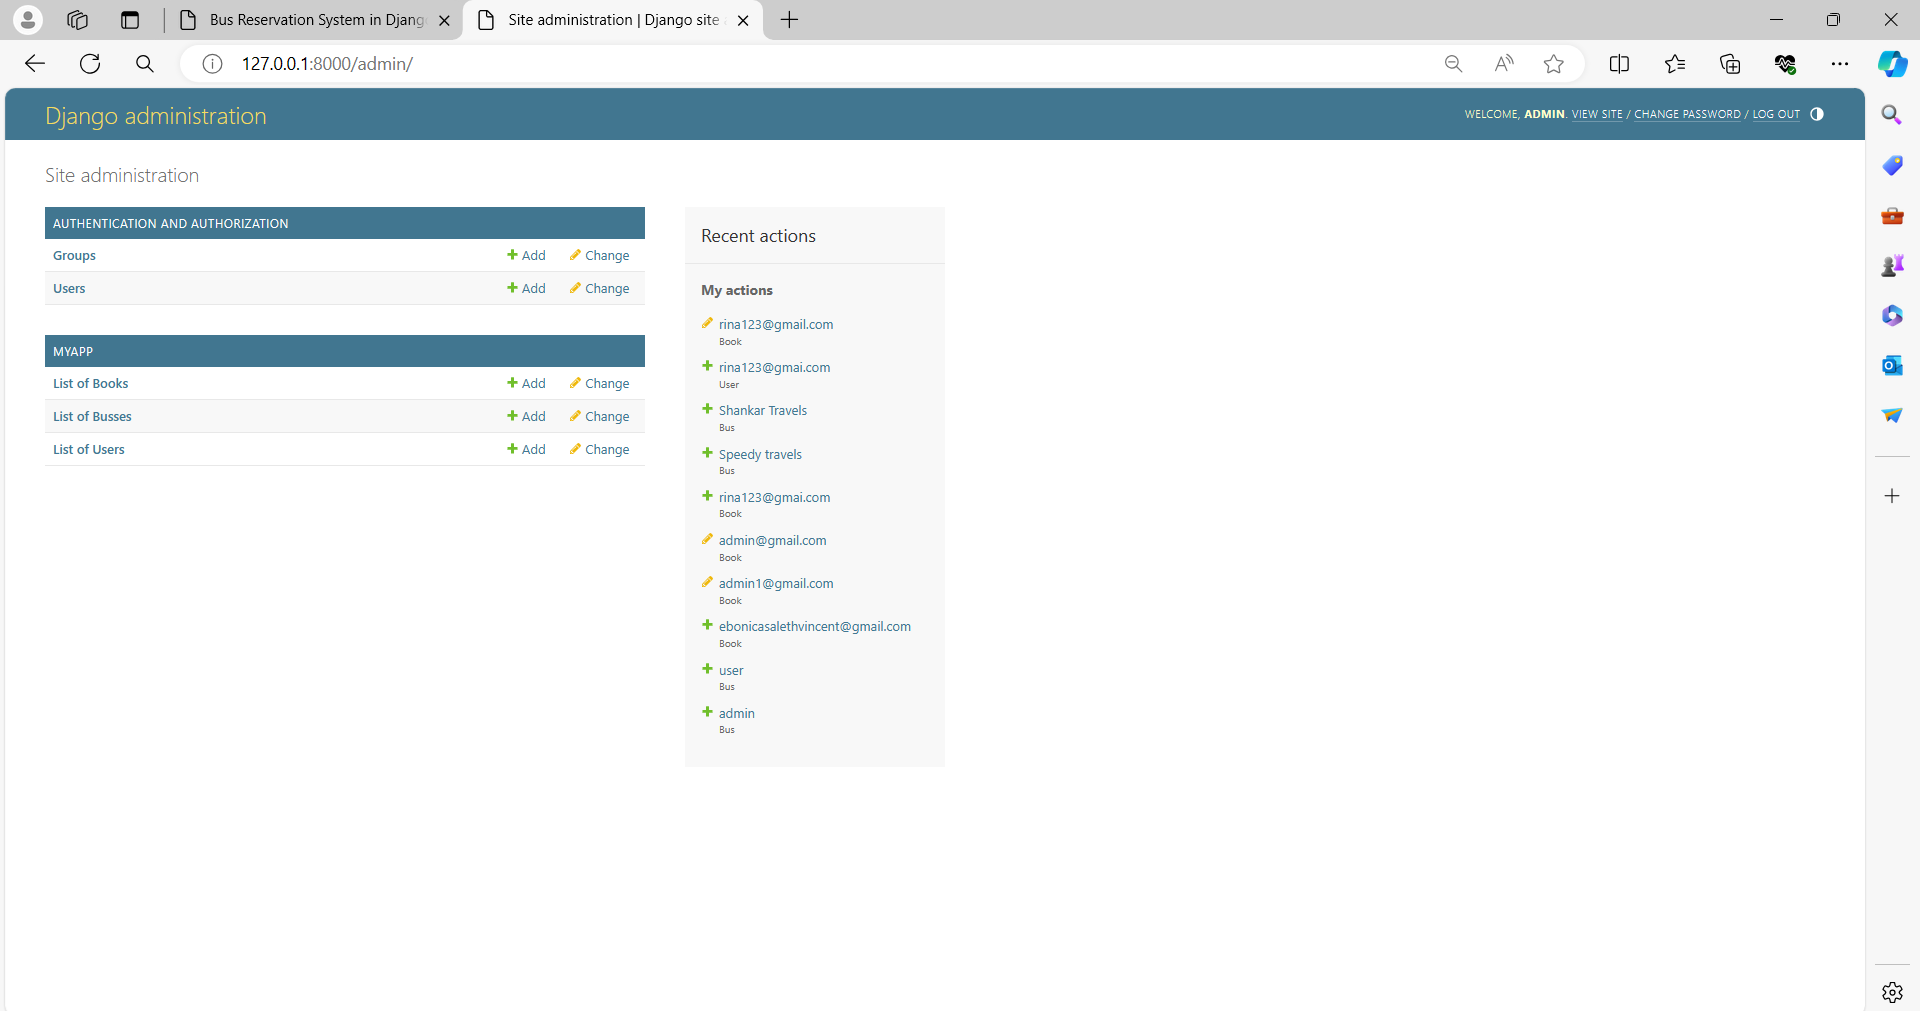 Bus Reservation System in Djang
Site administration | Django site
127.0.0.1:8000/admin/
Django administration
WELCOME, ADMIN. VIEW SITE / CHANGE PASSWORD / LOG OUT
Site administration
AUTHENTICATION AND AUTHORIZATION
Groups Add Change
Users Add Change
MYAPP
List of Books Add Change
List of Busses Add Change
List of Users Add Change
Recent actions
My actions
rina123@gmail.com
Book
rina123@gmai.com
User
Shankar Travels
Bus
Speedy travels
Bus
rina123@gmai.com
Book
admin@gmail.com
Book
admin1@gmail.com
Book
ebonicasalethvincent@gmail.com
Book
user
Bus
admin
Bus